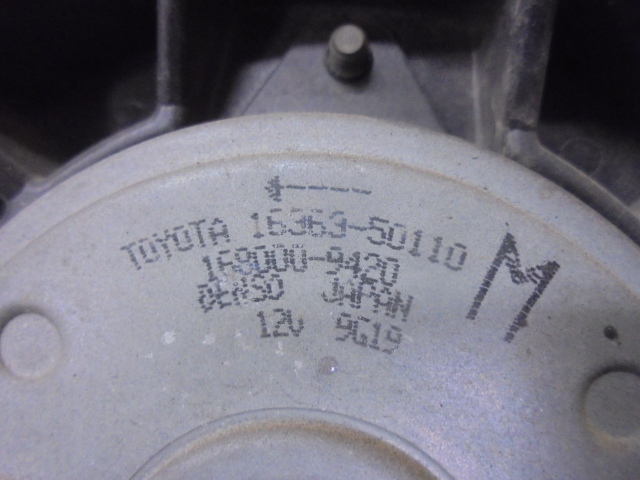 TOYOTA 16363-50110
168000-9420
DENSO JAPAN
12V 9G19
M